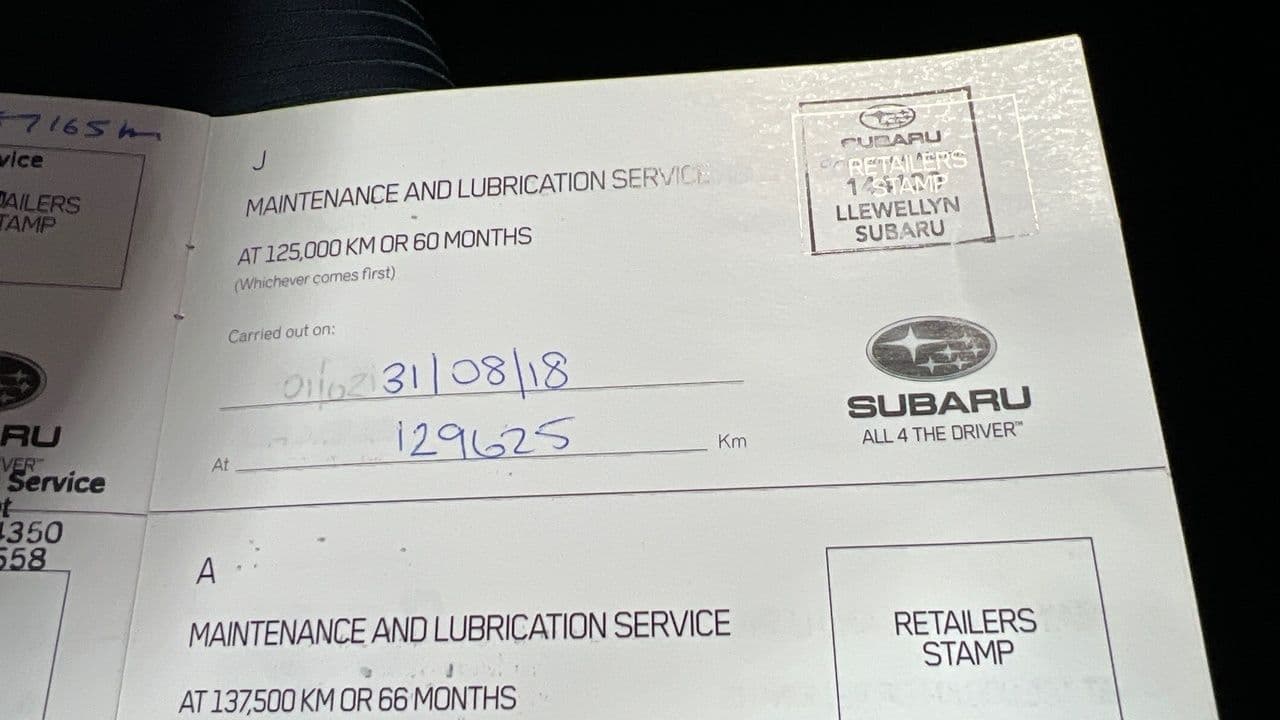 7165
vice
AILERS
TAMP
RU
VER™
Service
350
558
J
MAINTENANCE AND LUBRICATION SERVICE
AT 125,000 KM OR 60 MONTHS
(Whichever comes first)
Carried out on:
31/08/18
At 129625 Km
SUBARU
RETAILERS
STAMP
LLEWELLYN
SUBARU
SUBARU
ALL 4 THE DRIVER™
A
MAINTENANCE AND LUBRICATION SERVICE
AT 137,500 KM OR 66 MONTHS
RETAILERS
STAMP